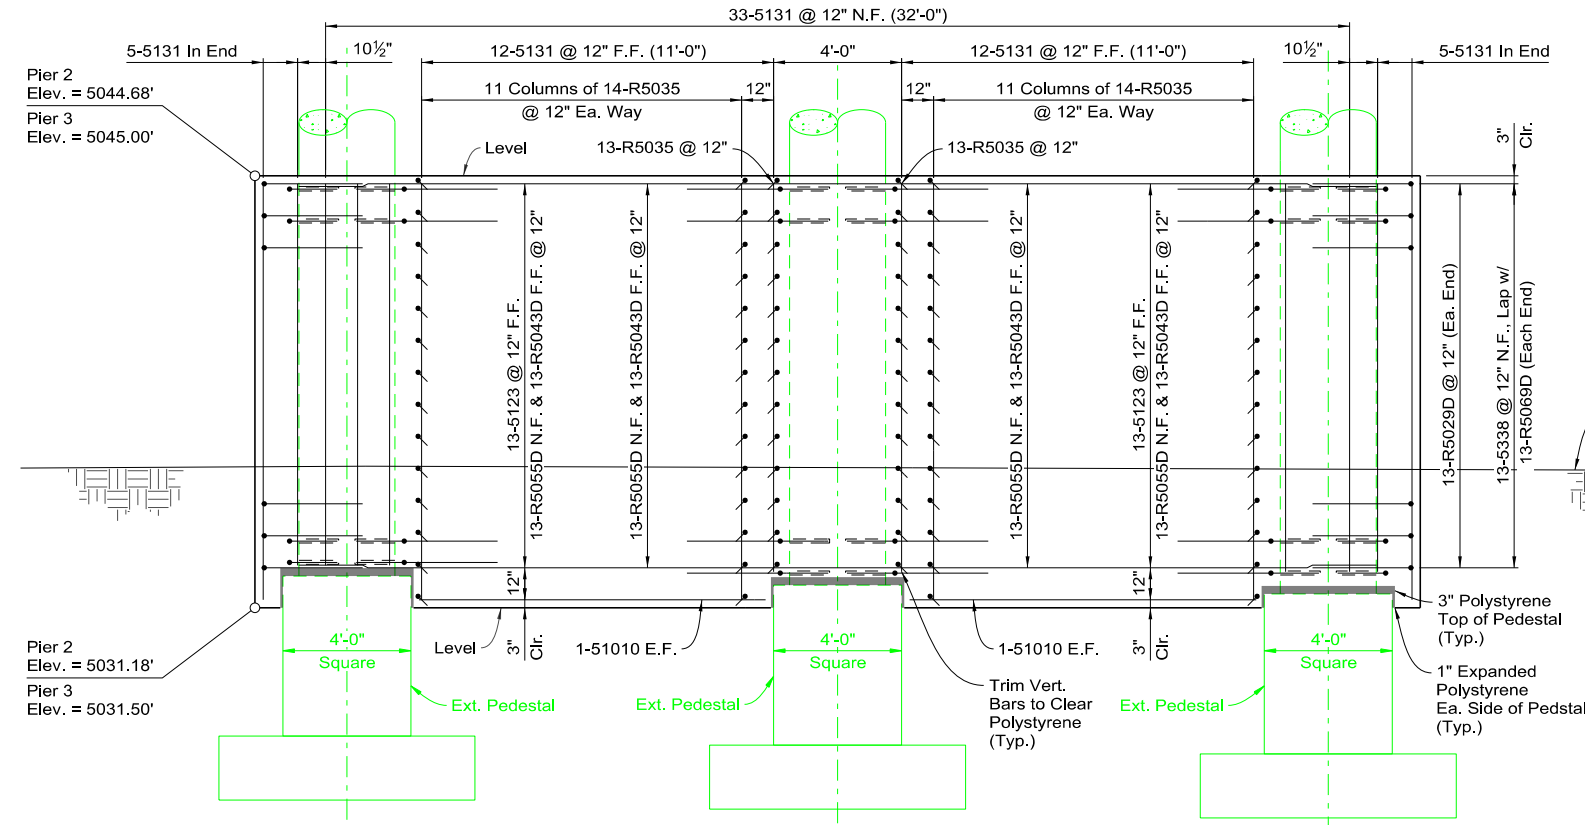 33-5131 @ 12" N.F. (32'-0")
5-5131 In End
10½"
12-5131 @ 12" F.F. (11'-0")
4'-0"
12-5131 @ 12" F.F. (11'-0")
10½"
5-5131 In End
Pier 2
Elev. = 5044.68'
Pier 3
Elev. = 5045.00'
11 Columns of 14-R5035
@ 12" Ea. Way
12"
12"
11 Columns of 14-R5035
@ 12" Ea. Way
3"
Clr.
Level
13-R5035 @ 12"
13-R5035 @ 12"
13-5123 @ 12" F.F.
13-R5055D N.F. & 13-R5043D F.F. @ 12"
13-R5055D N.F. & 13-R5043D F.F. @ 12"
13-R5055D N.F. & 13-R5043D F.F. @ 12"
13-5123 @ 12" F.F.
13-R5055D N.F. & 13-R5043D F.F. @ 12"
13-R5029D @ 12" (Ea. End)
13-5338 @ 12" N.F., Lap w/
13-R5069D (Each End)
12"
12"
Pier 2
Elev. = 5031.18'
Pier 3
Elev. = 5031.50'
4'-0"
Square
Level
3"
Clr.
1-51010 E.F.
4'-0"
Square
1-51010 E.F.
3"
Clr.
4'-0"
Square
3" Polystyrene
Top of Pedestal
(Typ.)
Ext. Pedestal
Ext. Pedestal
Trim Vert.
Bars to Clear
Polystyrene
(Typ.)
Ext. Pedestal
1" Expanded
Polystyrene
Ea. Side of Pedstal
(Typ.)